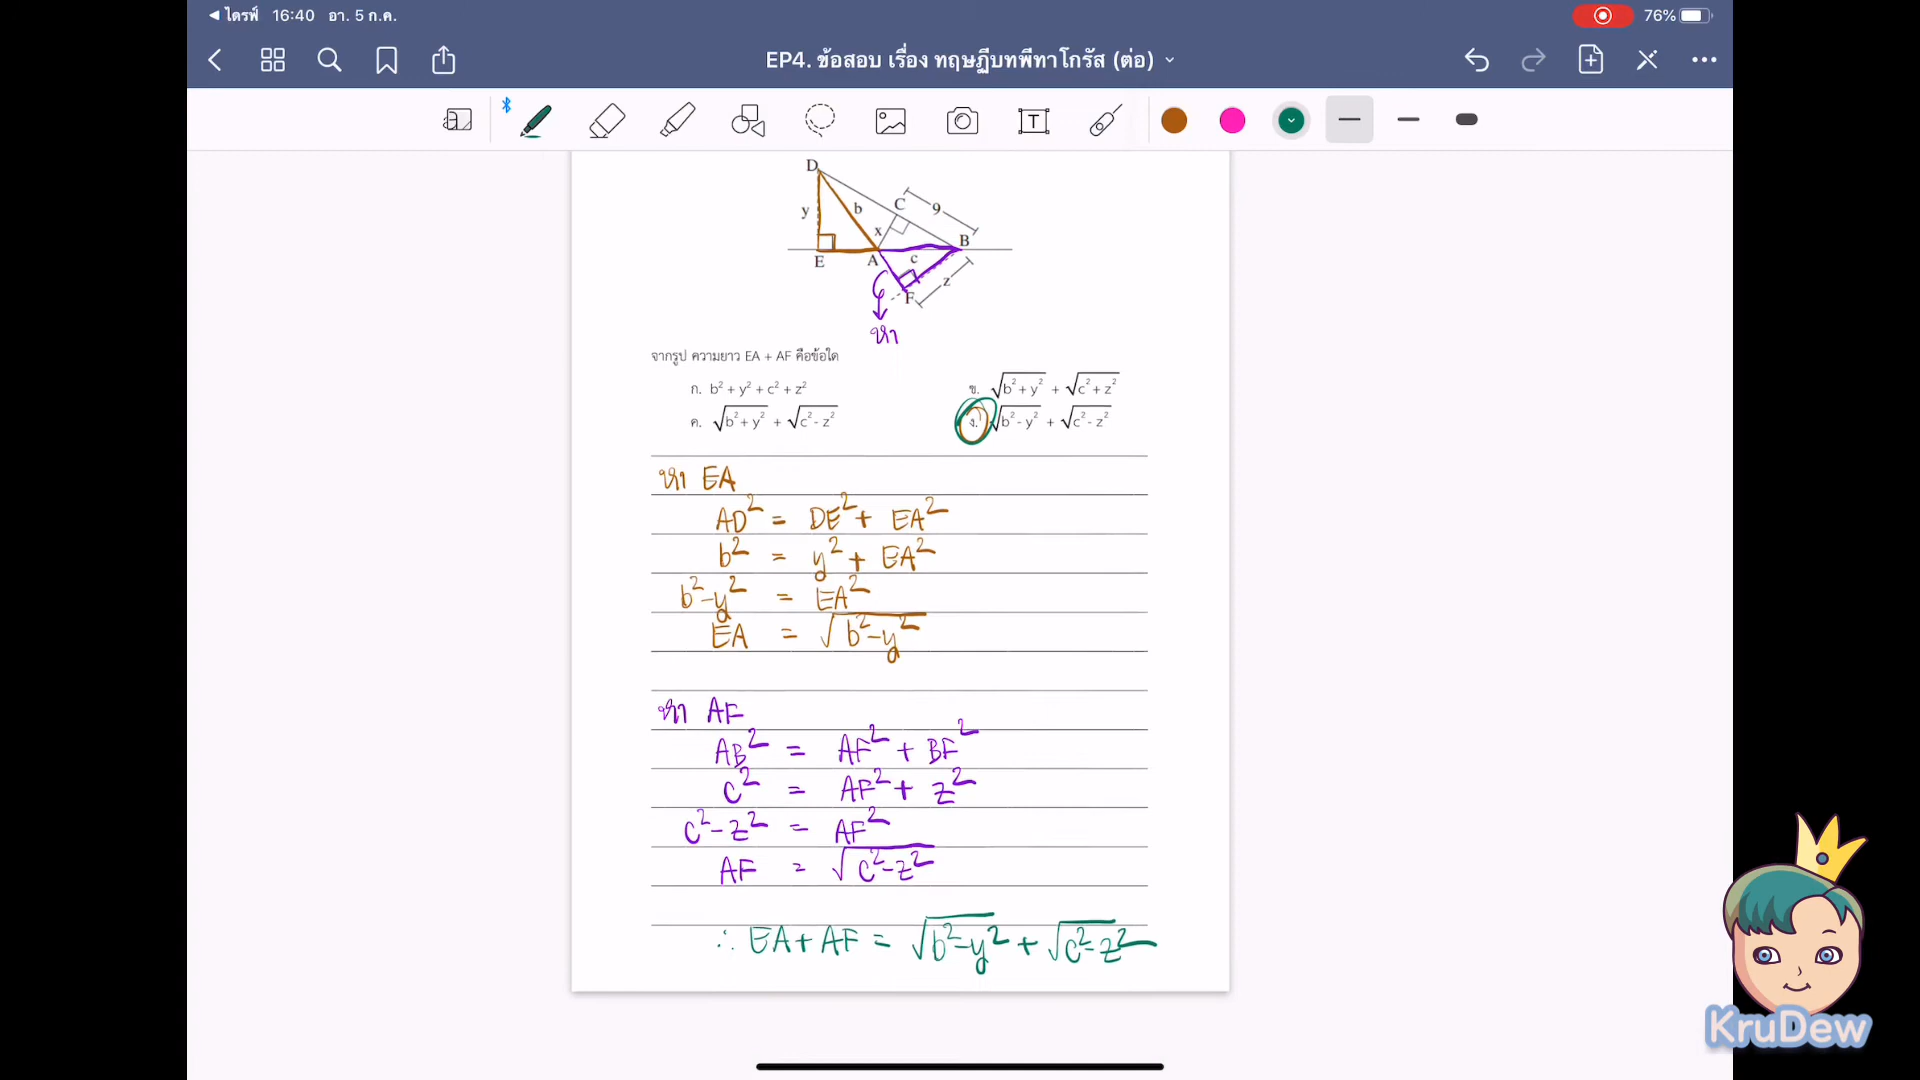 ไดรฟ์ 16:40 อา. 5 ก.ค. 76%
EP4. ข้อสอบ เรื่อง ทฤษฎีบทพีทาโกรัส (ต่อ)
a
T
D
y b C 9
x B
E A c
z
F
หา
จากรูป ความยาว EA + AF คือข้อใด
ก. b² + y² + c² + z² ข. √(b² + y²) + √(c² + z²)
ค. √(b² + y²) + √(c² - z²) ง. √(b² - y²) + √(c² - z²)
หา EA
AD² = DE² + EA²
b² = y² + EA²
b² - y² = EA²
EA = √(b² - y²)
หา AF
AB² = AF² + BF²
c² = AF² + z²
c² - z² = AF²
AF = √(c² - z²)
∴ EA + AF = √(b² - y²) + √(c² - z²)
KruDew